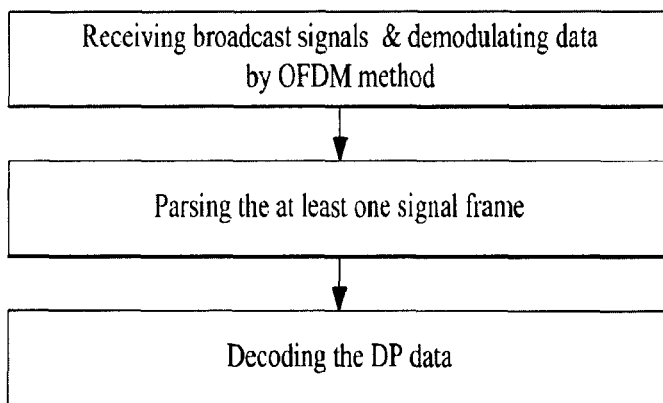 Receiving broadcast signals & demodulating data
by OFDM method
Parsing the at least one signal frame
Decoding the DP data